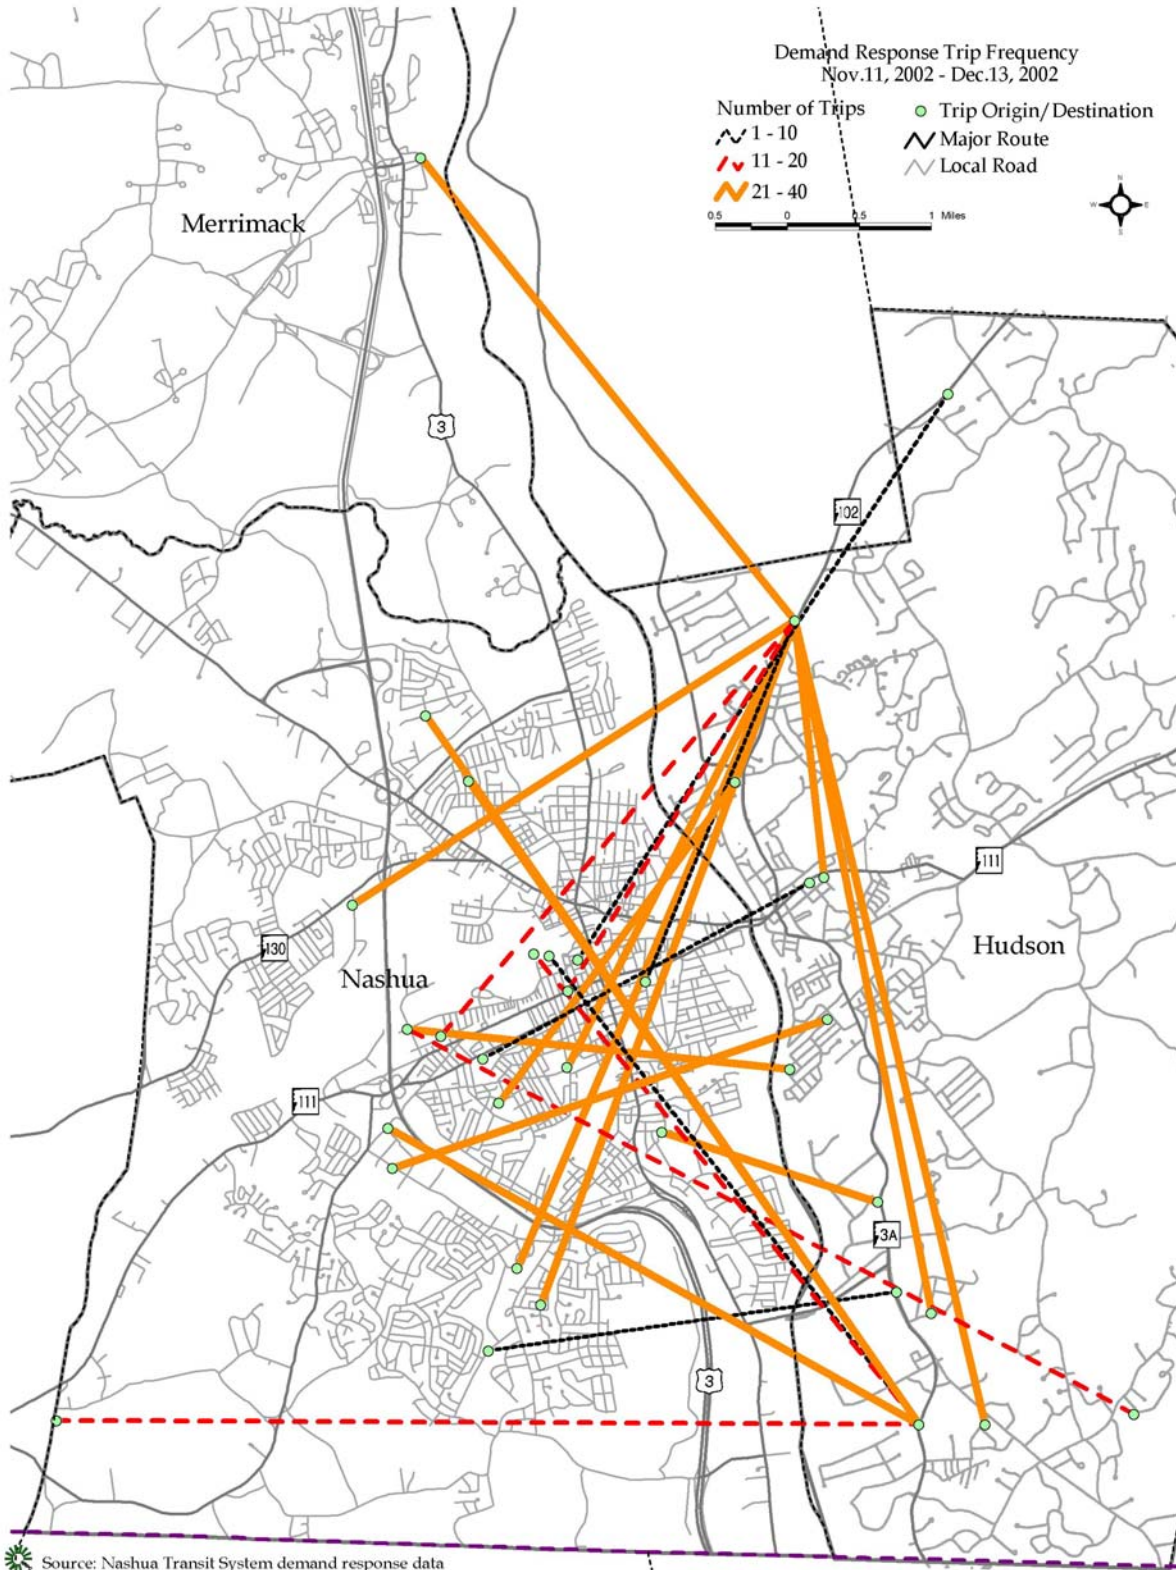 Demand Response Trip Frequency
Nov.11, 2002 - Dec.13, 2002
Number of Trips
1 - 10
11 - 20
21 - 40
Trip Origin/Destination
Major Route
Local Road
N
W
E
S
0.5
0
0.5
1 Miles
Merrimack
3
102
111
130
Hudson
Nashua
111
3A
3
Source: Nashua Transit System demand response data